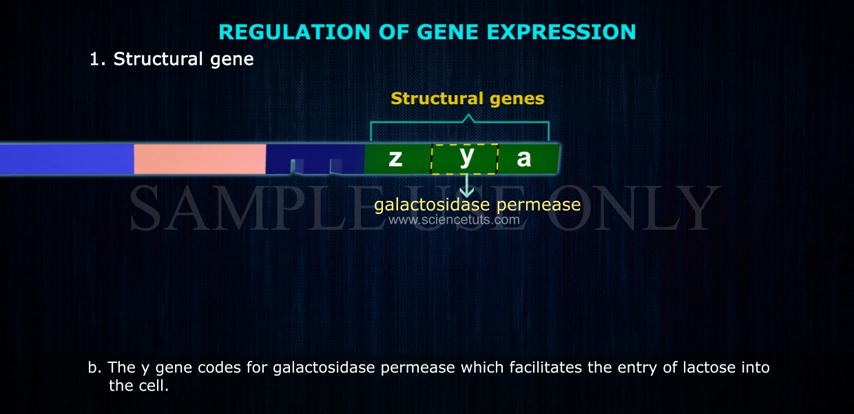 REGULATION OF GENE EXPRESSION
1. Structural gene
Structural genes
z y a
galactosidase permease
www.sciencetuts.com
SAMPLE USE ONLY
b. The y gene codes for galactosidase permease which facilitates the entry of lactose into
the cell.